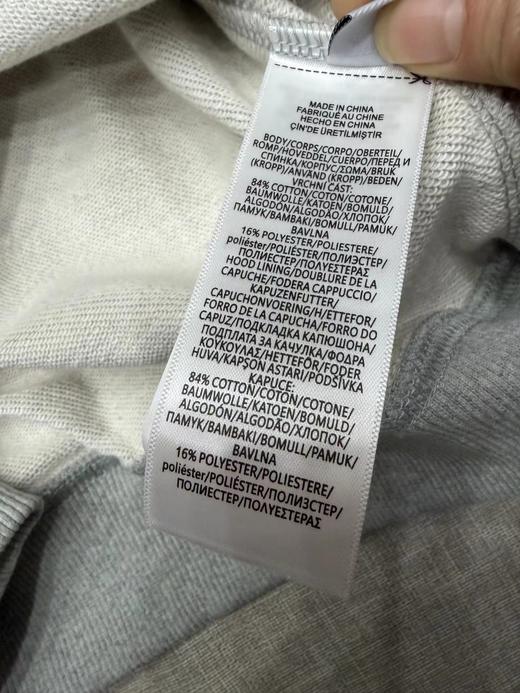 MADE IN CHINA
FABRIQUÉ AU CHINE
HECHO EN CHINA
ÇİN'DE ÜRETİLMİŞTİR
BODY/CORPS/CORPO/OBERTEIL/
ROMP/HOVEDDEL/CUERPO/ПЕРЕД И
СПИНКА/КОРПУС/ΣΩΜΑ/BRUK
(KROPP)/ANVÄND (KROPP)/BEDEN/
VRCHNÍ ČÁST:
84% COTTON/COTON/COTONE/
BAUMWOLLE/KATOEN/BOMULD/
ALGODÓN/ALGODÃO/ХЛОПОК/
ПАМУК/ΒΑΜΒΑΚΙ/BOMULL/PAMUK/
BAVLNA
16% POLYESTER/POLIESTERE/
poliéster/POLIÉSTER/ПОЛИЭСТЕР/
ПОЛИЕСТЕР/ΠΟΛΥΕΣΤΕΡΑΣ
HOOD LINING/DOUBLURE DE LA
CAPUCHE/FODERA CAPPUCCIO/
KAPUZENFUTTER/
CAPUCHONVOERING/HÆTTEFOR/
FORRO DE LA CAPUCHA/FORRO DO
CAPUZ/ПОДКЛАДКА КАПЮШОНА/
ПОДПЛАТА ЗА КАЧУЛКА/ΦΟΔΡΑ
ΚΟΥΚΟΥΛΑΣ/HETTEFÔR/FODER
HUVA/KAPŞON ASTARI/PODŠÍVKA
KAPUCE:
84% COTTON/COTON/COTONE/
BAUMWOLLE/KATOEN/BOMULD/
ALGODÓN/ALGODÃO/ХЛОПОК/
ПАМУК/ΒΑΜΒΑΚΙ/BOMULL/PAMUK/
BAVLNA
16% POLYESTER/POLIESTERE/
poliéster/POLIÉSTER/ПОЛИЭСТЕР/
ПОЛИЕСТЕР/ΠΟΛΥΕΣΤΕΡΑΣ